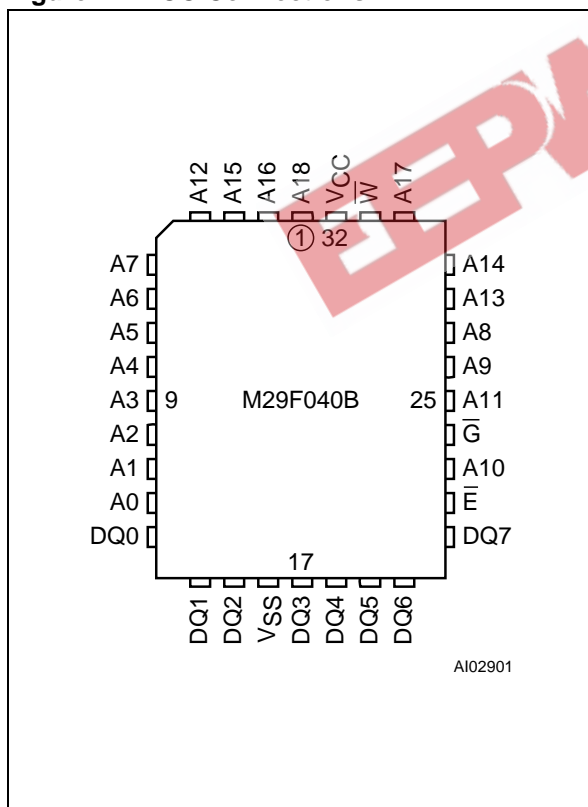 A12 A15 A16 A18 VCC W A17
1 32
A7 A14
A6 A13
A5 A8
A4 A9
A3 9 M29F040B 25 A11
A2 G
A1 A10
A0 E
DQ0 DQ7
17
DQ1 DQ2 VSS DQ3 DQ4 DQ5 DQ6
AI02901